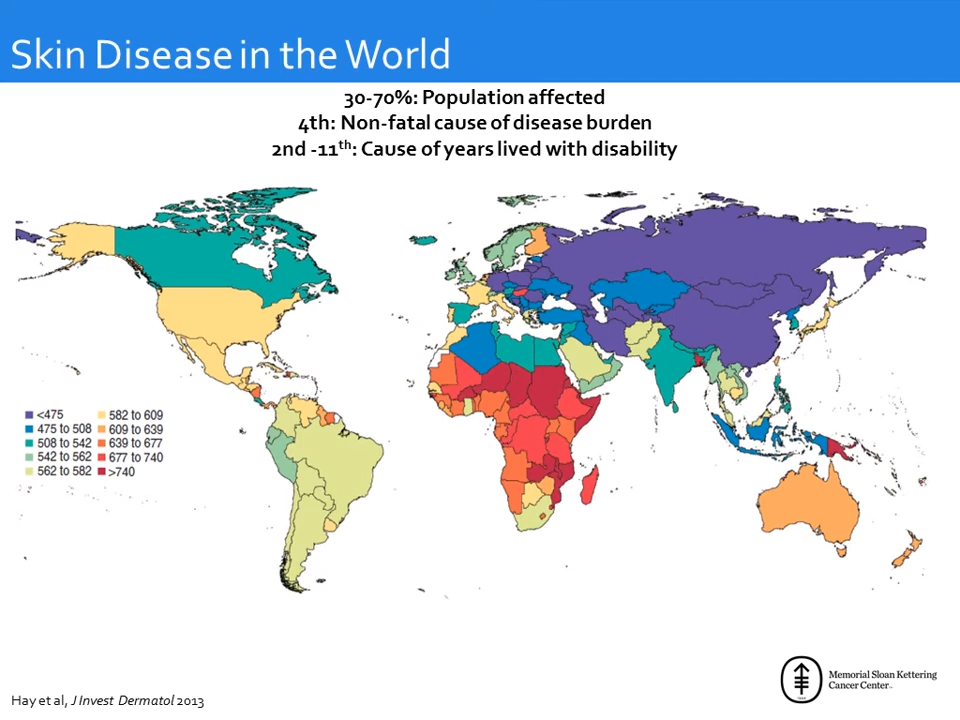 Skin Disease in the World
30-70%: Population affected
4th: Non-fatal cause of disease burden
2nd -11th: Cause of years lived with disability
<475
475 to 508
508 to 542
542 to 562
562 to 582
582 to 609
609 to 639
639 to 677
677 to 740
>740
Hay et al, J Invest Dermatol 2013
Memorial Sloan Kettering
Cancer Center